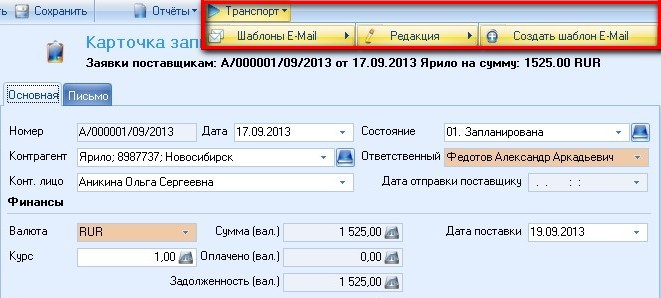 ь Сохранить Отчёты Транспорт
Шаблоны E-Mail Редакция Создать шаблон E-Mail
Карточка зап
Заявки поставщикам: А/000001/09/2013 от 17.09.2013 Ярило на сумму: 1525.00 RUR
Основная Письмо
Номер А/000001/09/2013 Дата 17.09.2013 Состояние 01. Запланирована
Контрагент Ярило; 8987737; Новосибирск Ответственный Федотов Александр Аркадьевич
Конт. лицо Аникина Ольга Сергеевна Дата отправки поставщику . . : :
Финансы
Валюта RUR Сумма (вал.) 1 525,00 Дата поставки 19.09.2013
Курс 1,00 Оплачено (вал.) 0,00
Задолженность (вал.) 1 525,00